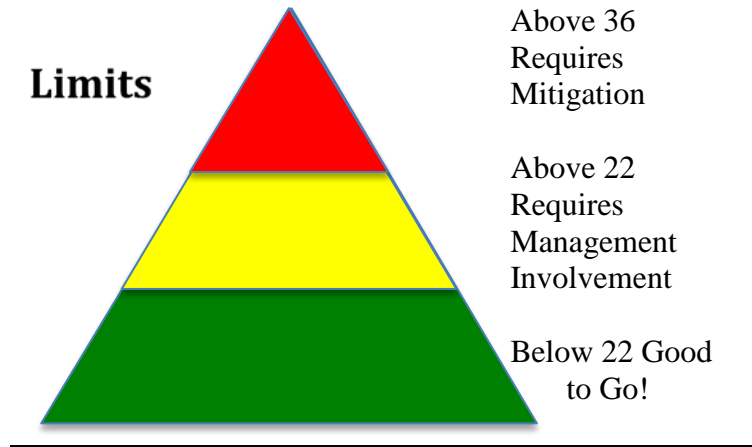 Limits
Above 36
Requires
Mitigation
Above 22
Requires
Management
Involvement
Below 22 Good
to Go!